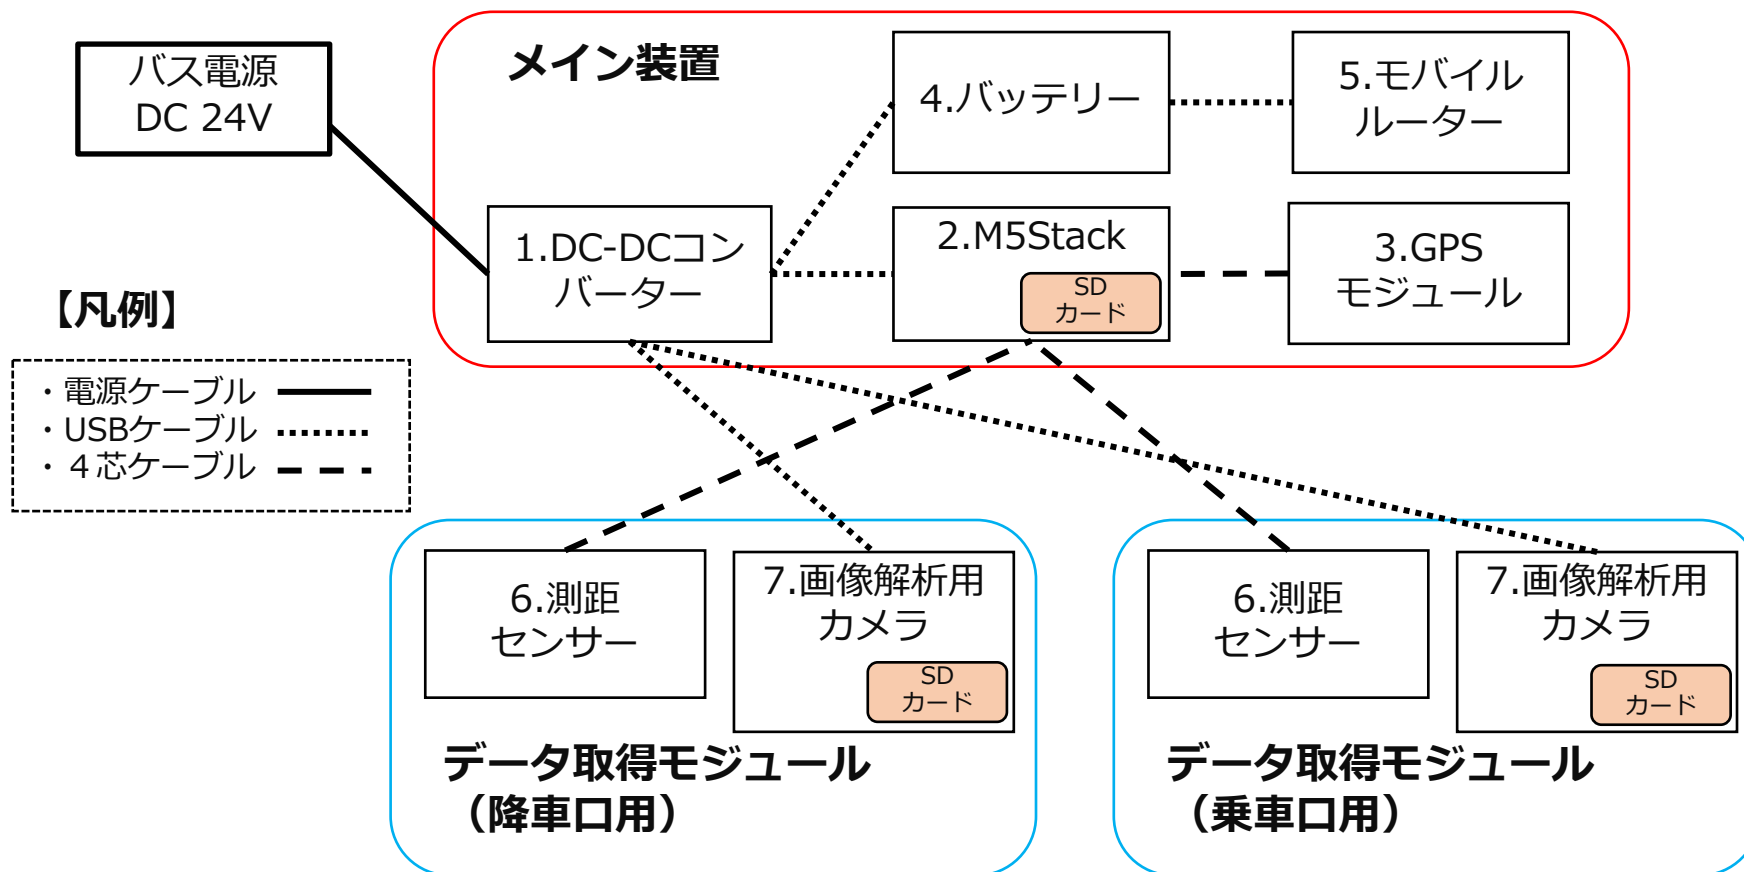 バス電源
DC 24V
メイン装置
4.バッテリー
5.モバイル
ルーター
1.DC-DCコン
バーター
2.M5Stack
SD
カード
3.GPS
モジュール
【凡例】
・電源ケーブル
・USBケーブル
・４芯ケーブル
6.測距
センサー
7.画像解析用
カメラ
SD
カード
データ取得モジュール
（降車口用）
6.測距
センサー
7.画像解析用
カメラ
SD
カード
データ取得モジュール
（乗車口用）